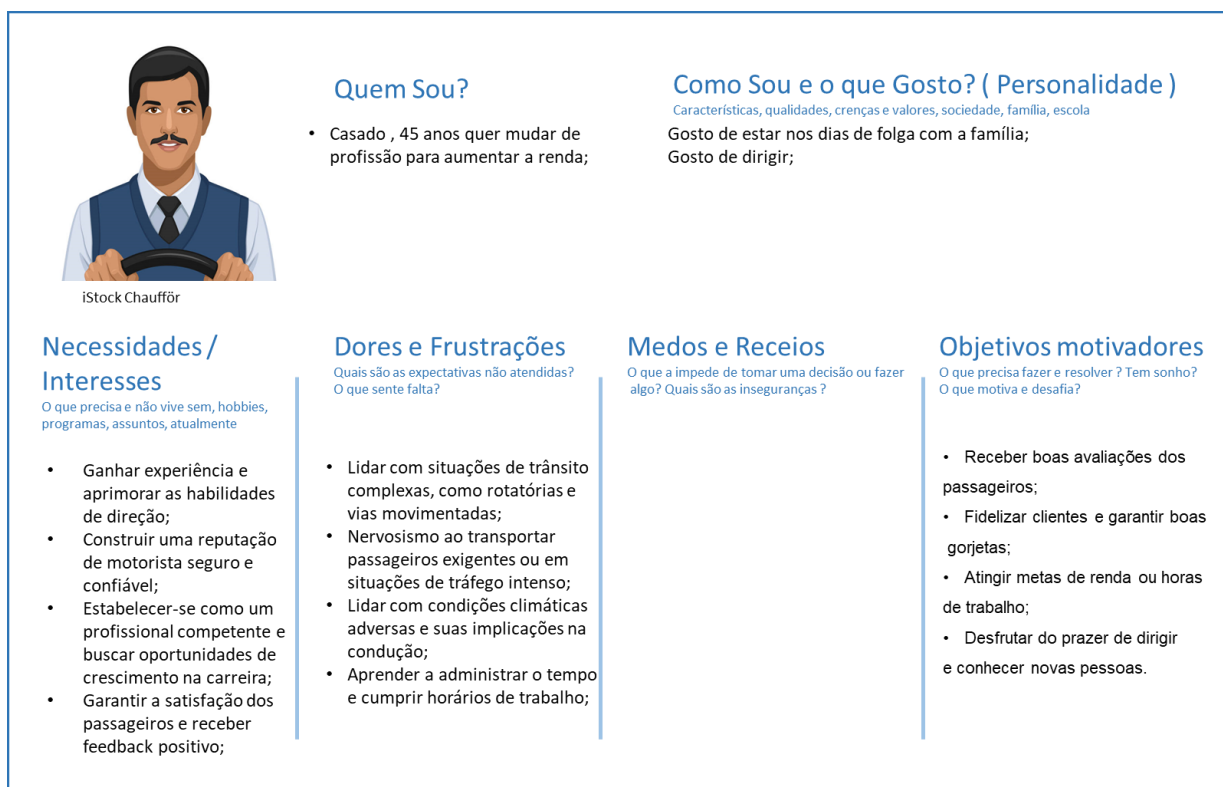 Quem Sou?
• Casado , 45 anos quer mudar de
profissão para aumentar a renda;
Como Sou e o que Gosto? ( Personalidade )
Características, qualidades, crenças e valores, sociedade, família, escola
Gosto de estar nos dias de folga com a família;
Gosto de dirigir;
iStock Chaufför
Necessidades /
Interesses
O que precisa e não vive sem, hobbies,
programas, assuntos, atualmente
• Ganhar experiência e
aprimorar as habilidades
de direção;
• Construir uma reputação
de motorista seguro e
confiável;
• Estabelecer-se como um
profissional competente e
buscar oportunidades de
crescimento na carreira;
• Garantir a satisfação dos
passageiros e receber
feedback positivo;
Dores e Frustrações
Quais são as expectativas não atendidas?
O que sente falta?
• Lidar com situações de trânsito
complexas, como rotatórias e
vias movimentadas;
• Nervosismo ao transportar
passageiros exigentes ou em
situações de tráfego intenso;
• Lidar com condições climáticas
adversas e suas implicações na
condução;
• Aprender a administrar o tempo
e cumprir horários de trabalho;
Medos e Receios
O que a impede de tomar uma decisão ou fazer
algo? Quais são as inseguranças ?
Objetivos motivadores
O que precisa fazer e resolver ? Tem sonho?
O que motiva e desafia?
• Receber boas avaliações dos
passageiros;
• Fidelizar clientes e garantir boas
gorjetas;
• Atingir metas de renda ou horas
de trabalho;
• Desfrutar do prazer de dirigir
e conhecer novas pessoas.